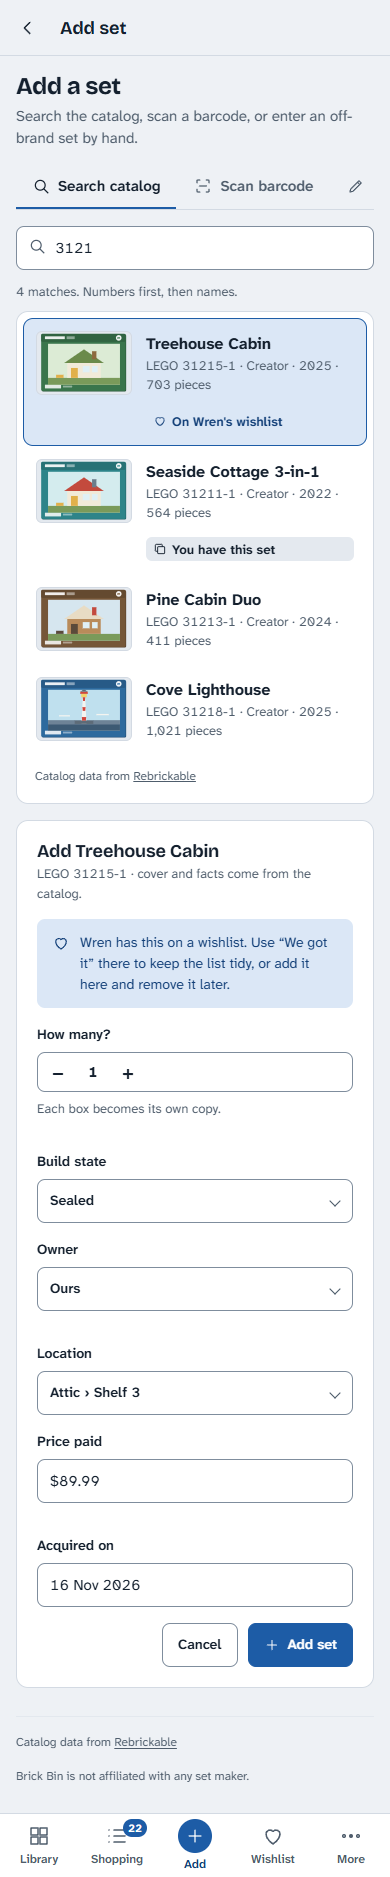 Add set
Add a set
Search the catalog, scan a barcode, or enter an off-
brand set by hand.
Search catalog
Scan barcode
3121
4 matches. Numbers first, then names.
Treehouse Cabin
LEGO 31215-1 · Creator · 2025 ·
703 pieces
On Wren's wishlist
Seaside Cottage 3-in-1
LEGO 31211-1 · Creator · 2022 ·
564 pieces
You have this set
Pine Cabin Duo
LEGO 31213-1 · Creator · 2024 ·
411 pieces
Cove Lighthouse
LEGO 31218-1 · Creator · 2025 ·
1,021 pieces
Catalog data from Rebrickable
Add Treehouse Cabin
LEGO 31215-1 · cover and facts come from the
catalog.
Wren has this on a wishlist. Use “We got
it” there to keep the list tidy, or add it
here and remove it later.
How many?
− 1 +
Each box becomes its own copy.
Build state
Sealed
Owner
Ours
Location
Attic › Shelf 3
Price paid
$89.99
Acquired on
16 Nov 2026
Cancel
+ Add set
Catalog data from Rebrickable
Brick Bin is not affiliated with any set maker.
22
Library
Shopping
Add
Wishlist
More